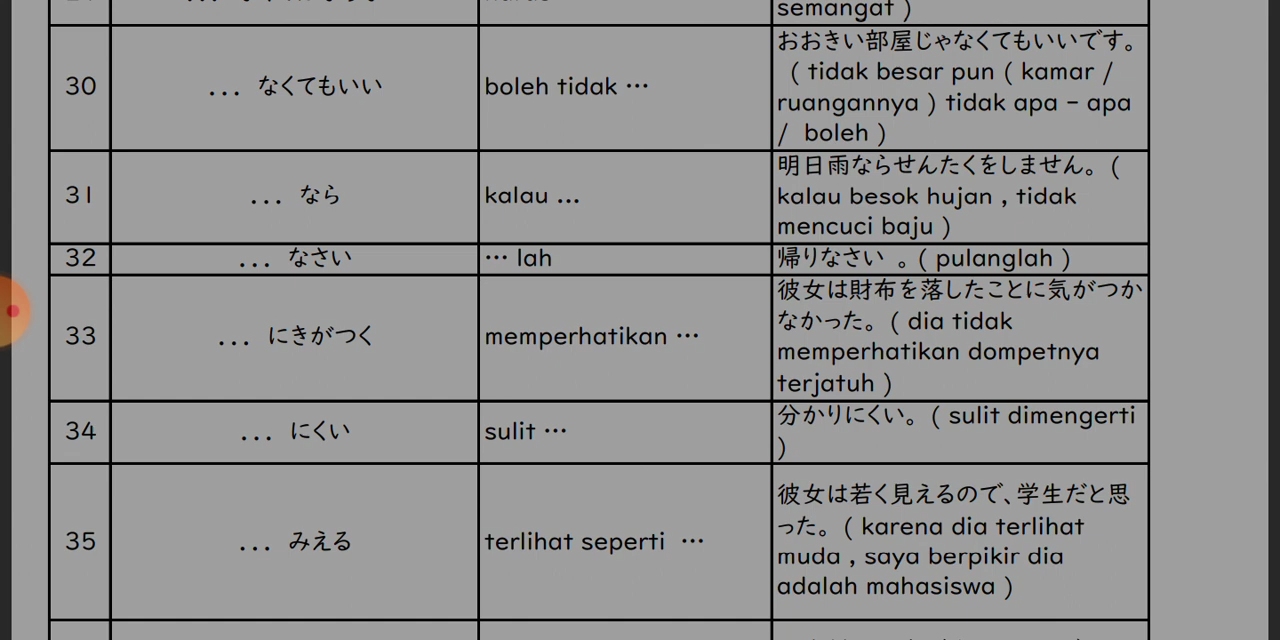 semangat )
30 ... なくてもいい boleh tidak … おおきい部屋じゃなくてもいいです。
( tidak besar pun ( kamar /
ruangannya ) tidak apa – apa
/ boleh )
31 ... なら kalau ... 明日雨ならせんたくをしません。 (
kalau besok hujan , tidak
mencuci baju )
32 ... なさい … lah 帰りなさい 。( pulanglah )
33 ... にきがつく memperhatikan … 彼女は財布を落したことに気がつか
なかった。 ( dia tidak
memperhatikan dompetnya
terjatuh )
34 ... にくい sulit … 分かりにくい。 ( sulit dimengerti
)
35 ... みえる terlihat seperti … 彼女は若く見えるので、学生だと思
った。 ( karena dia terlihat
muda , saya berpikir dia
adalah mahasiswa )